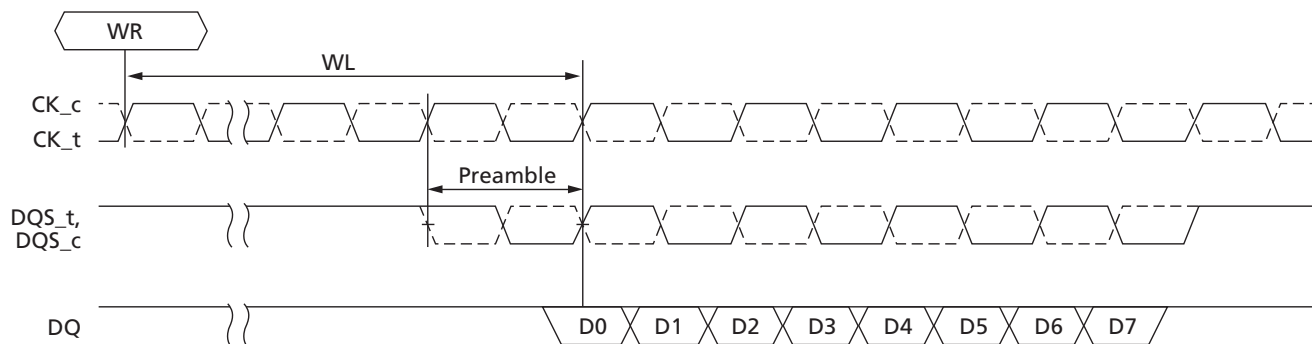 WR
WL
CK_c
CK_t
Preamble
DQS_t,
DQS_c
DQ
D0 D1 D2 D3 D4 D5 D6 D7